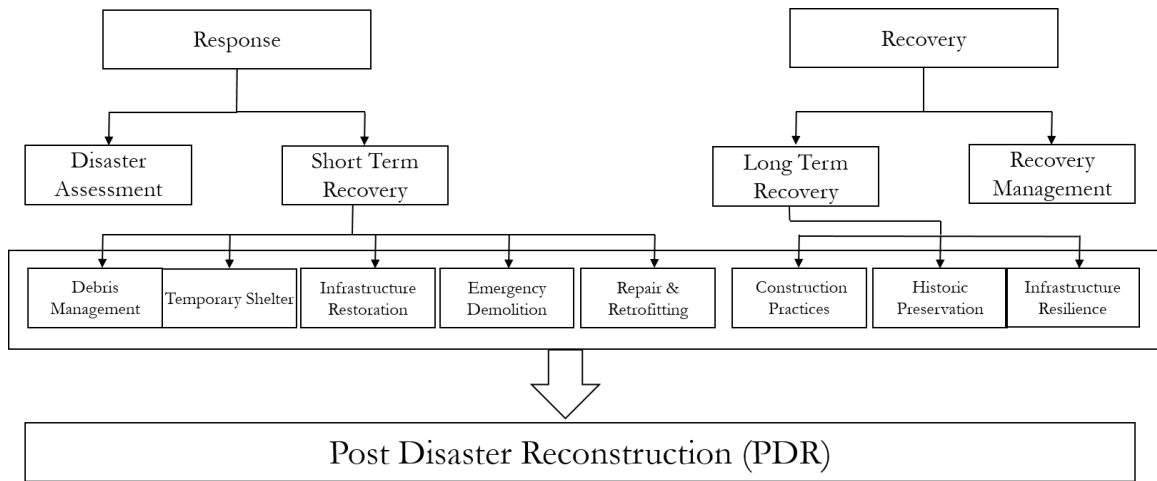 Response
Recovery
Disaster
Assessment
Short Term
Recovery
Long Term
Recovery
Recovery
Management
Debris
Management
Temporary Shelter
Infrastructure
Restoration
Emergency
Demolition
Repair &
Retrofitting
Construction
Practices
Historic
Preservation
Infrastructure
Resilience
Post Disaster Reconstruction (PDR)